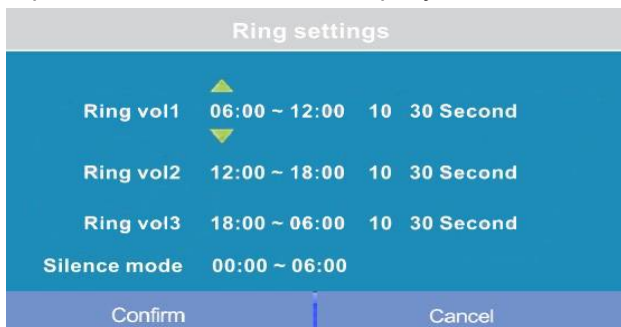 Ring settings
Ring vol1 06:00 ~ 12:00 10 30 Second
Ring vol2 12:00 ~ 18:00 10 30 Second
Ring vol3 18:00 ~ 06:00 10 30 Second
Silence mode 00:00 ~ 06:00
Confirm Cancel